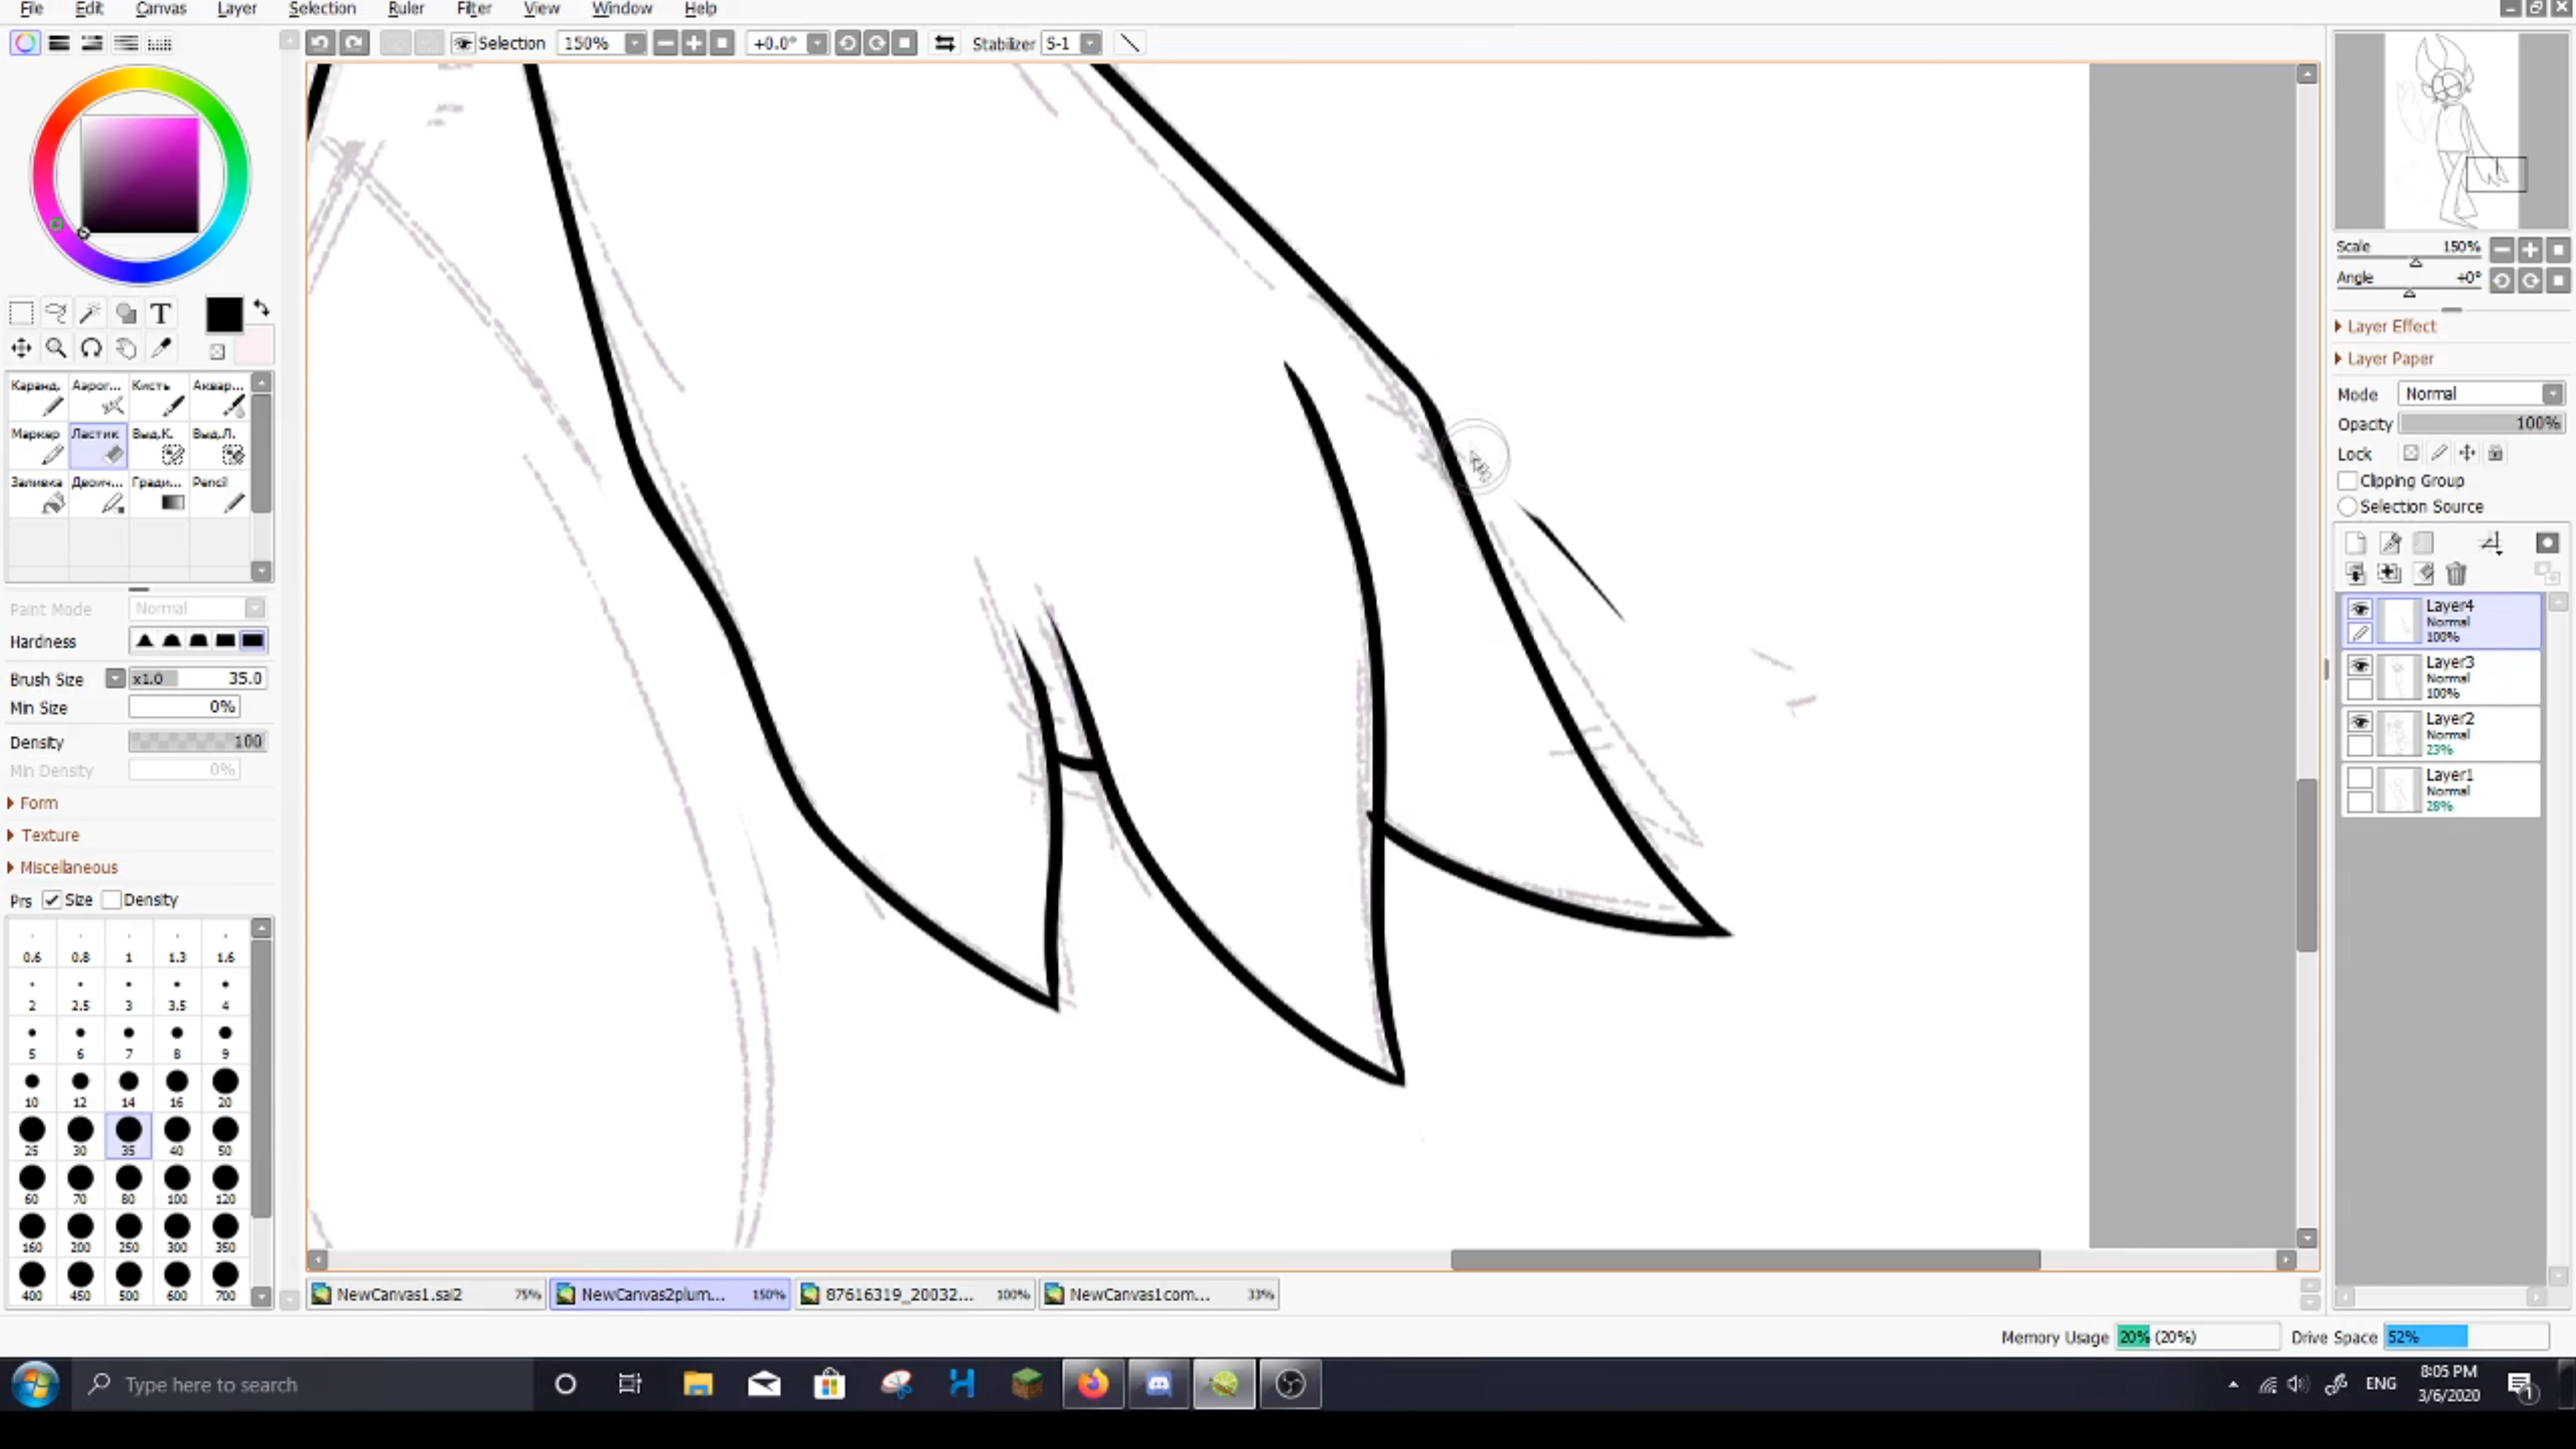 File Edit Canvas Layer Selection Ruler Filter View Window Help
Selection 150% +0.0° Stabilizer S-1
T
Каранд. Аэрог... Кисть Аквар...
Маркер Ластик Выд.К. Выд.Л.
Заливка Двоич... Гради... Pencil
Paint Mode Normal
Hardness
Brush Size x1.0 35.0
Min Size 0%
Density 100
Min Density 0%
Form
Texture
Miscellaneous
Prs Size Density
0.6 0.8 1 1.3 1.6
2 2.5 3 3.5 4
5 6 7 8 9
10 12 14 16 20
25 30 35 40 50
60 70 80 100 120
160 200 250 300 350
400 450 500 600 700
Scale 150%
Angle +0°
Layer Effect
Layer Paper
Mode Normal
Opacity 100%
Lock
Clipping Group
Selection Source
Layer4
Normal
100%
Layer3
Normal
100%
Layer2
Normal
23%
Layer1
Normal
28%
NewCanvas1.sai2 75% NewCanvas2plum... 150% 87616319_20032... 100% NewCanvas1com... 33%
Memory Usage 20% (20%) Drive Space 52%
Type here to search
ENG
8:05 PM
3/6/2020
1